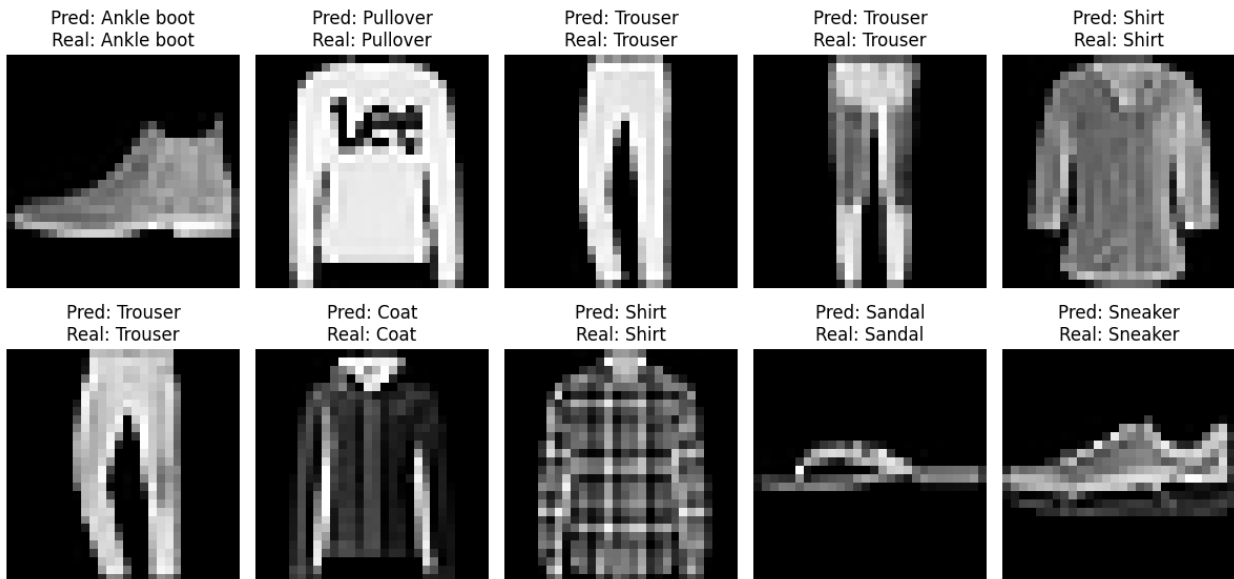 Pred: Ankle boot
Real: Ankle boot
Pred: Pullover
Real: Pullover
Pred: Trouser
Real: Trouser
Pred: Trouser
Real: Trouser
Pred: Shirt
Real: Shirt
Lee
Pred: Trouser
Real: Trouser
Pred: Coat
Real: Coat
Pred: Shirt
Real: Shirt
Pred: Sandal
Real: Sandal
Pred: Sneaker
Real: Sneaker